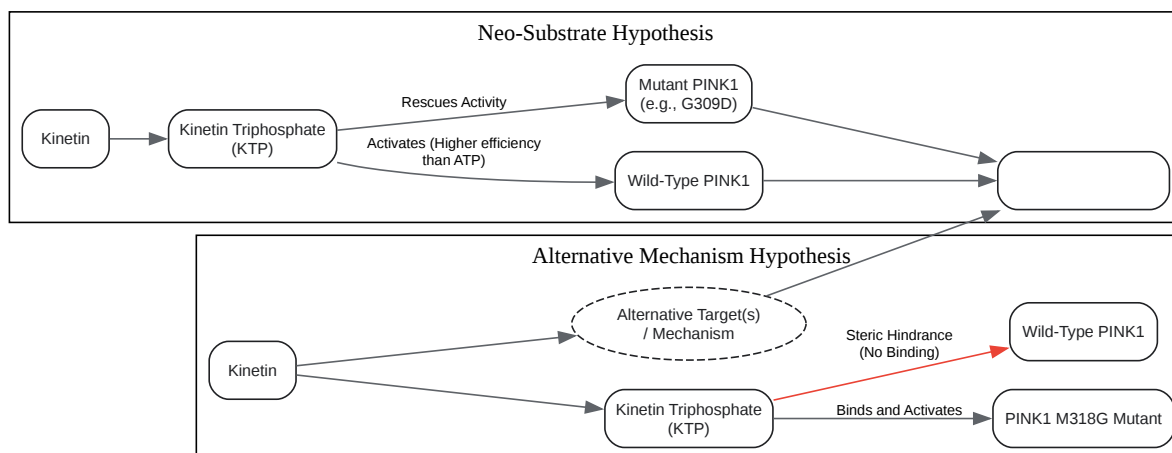 Neo-Substrate Hypothesis
Kinetin
Kinetin Triphosphate
(KTP)
Rescues Activity
Activates (Higher efficiency
than ATP)
Mutant PINK1
(e.g., G309D)
Wild-Type PINK1
Alternative Mechanism Hypothesis
Kinetin
Alternative Target(s)
/ Mechanism
Kinetin Triphosphate
(KTP)
Steric Hindrance
(No Binding)
Binds and Activates
Wild-Type PINK1
PINK1 M318G Mutant